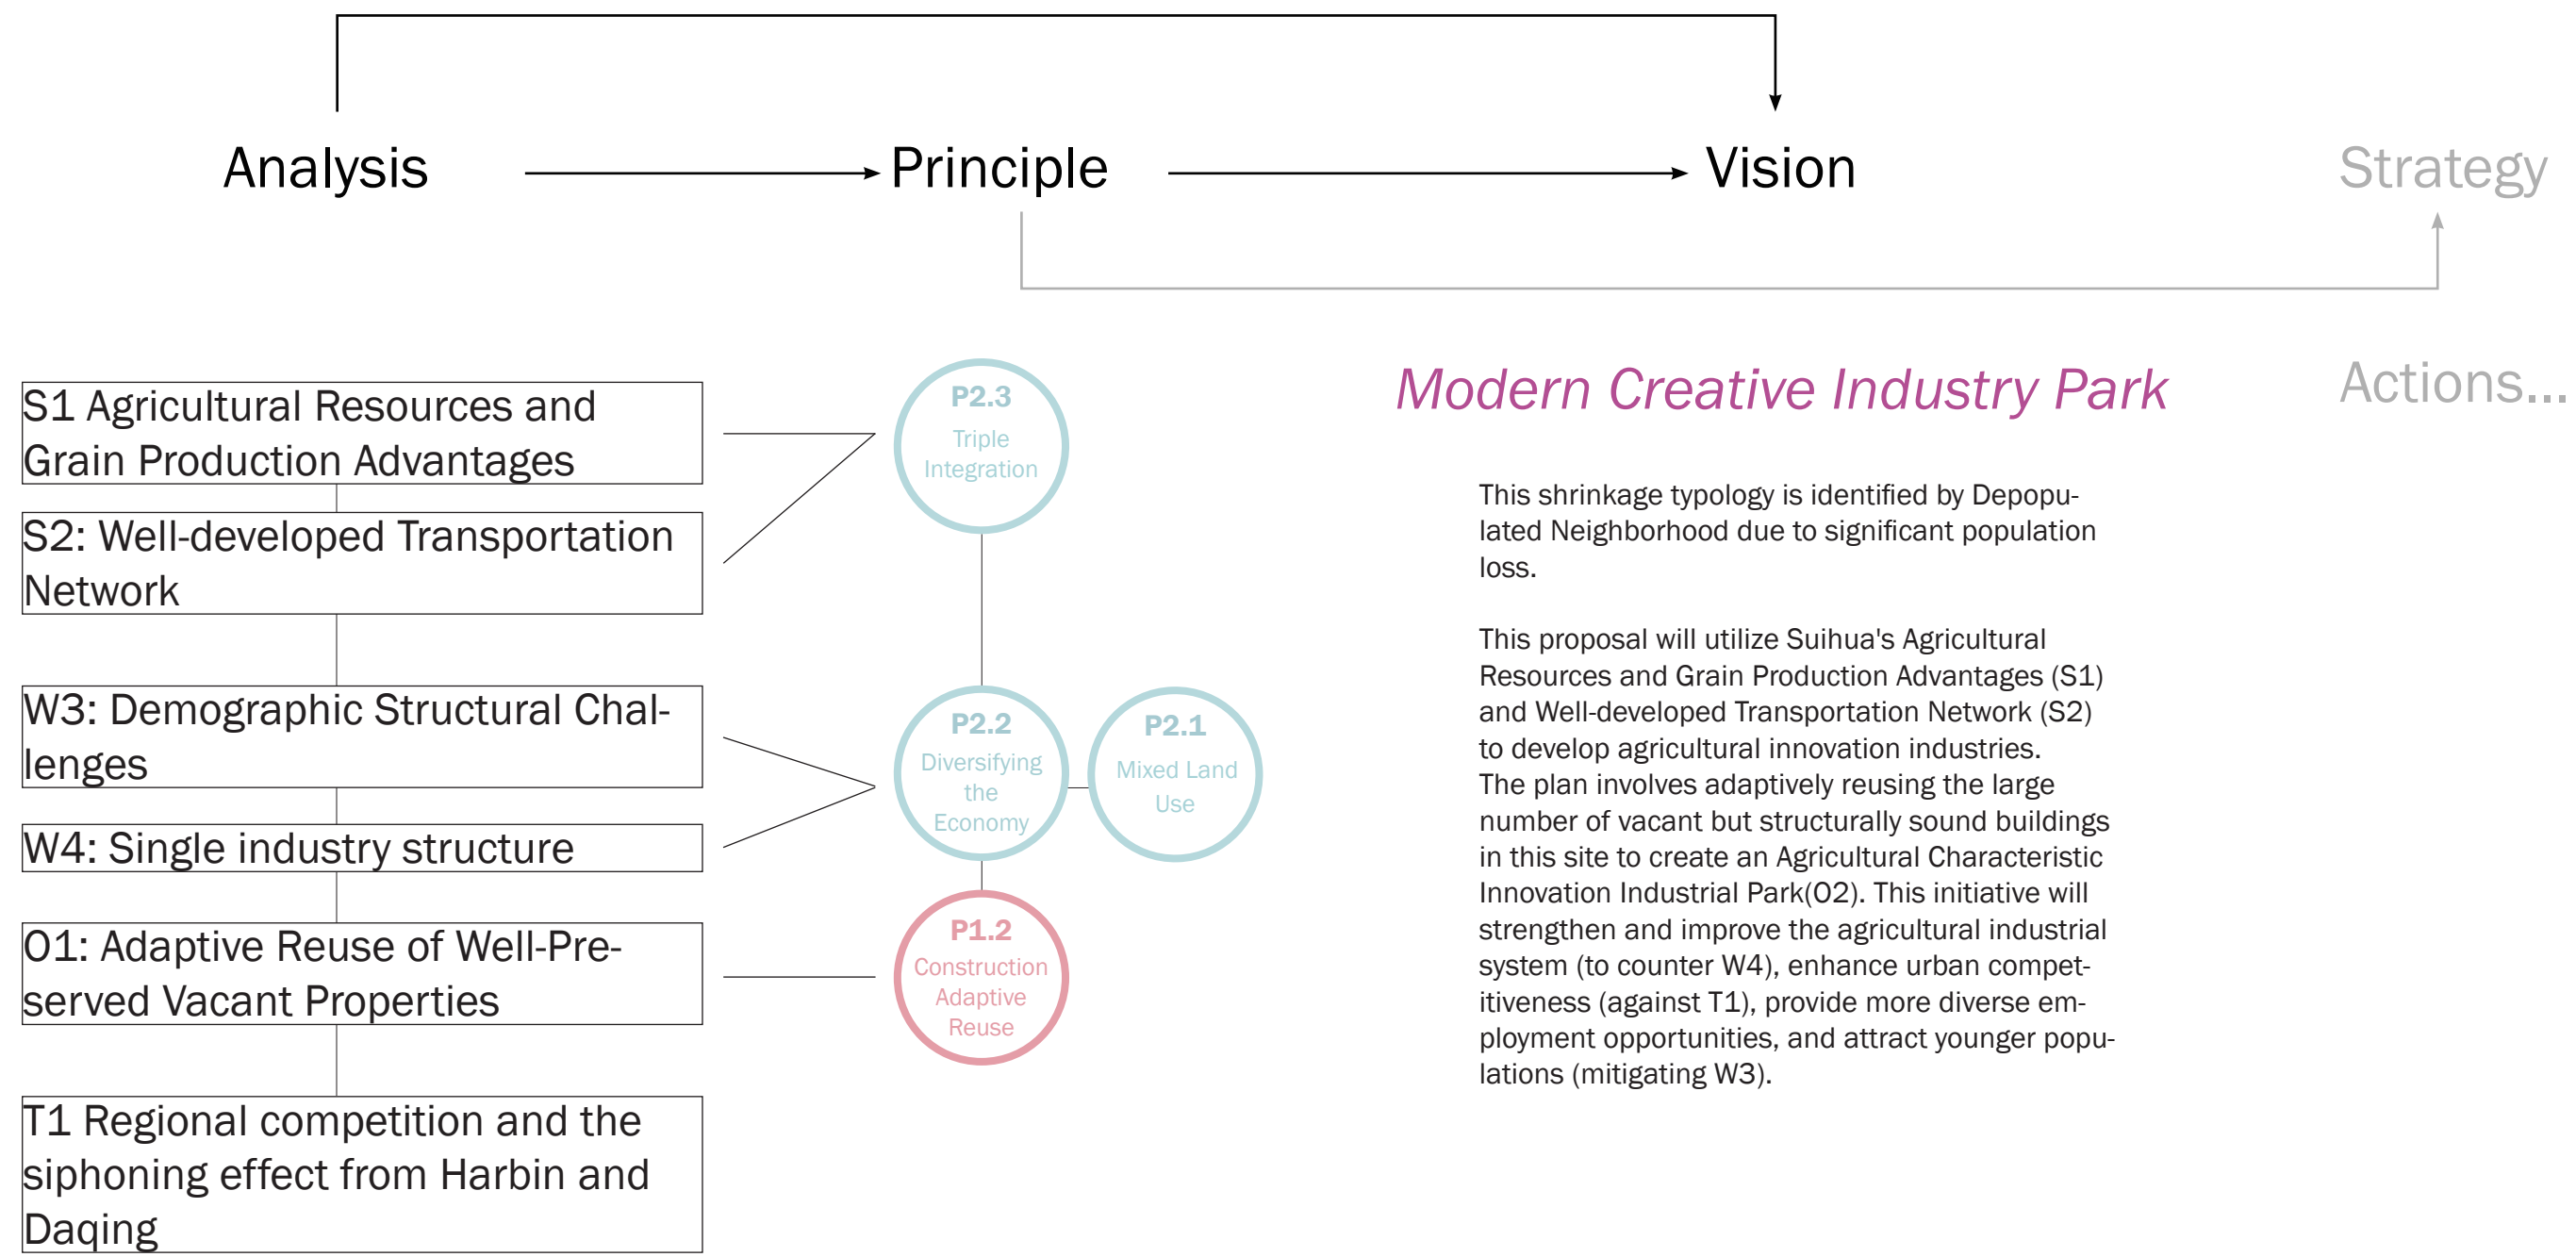 Analysis
Principle
Vision
Strategy
S1 Agricultural Resources and
Grain Production Advantages
S2: Well-developed Transportation
Network
W3: Demographic Structural Chal-
lenges
W4: Single industry structure
O1: Adaptive Reuse of Well-Pre-
served Vacant Properties
T1 Regional competition and the
siphoning effect from Harbin and
Daqing
P2.3
Triple
Integration
P2.2
Diversifying
the
Economy
P2.1
Mixed Land
Use
P1.2
Construction
Adaptive
Reuse
Modern Creative Industry Park
This shrinkage typology is identified by Depopu-
lated Neighborhood due to significant population
loss.
This proposal will utilize Suihua's Agricultural
Resources and Grain Production Advantages (S1)
and Well-developed Transportation Network (S2)
to develop agricultural innovation industries.
The plan involves adaptively reusing the large
number of vacant but structurally sound buildings
in this site to create an Agricultural Characteristic
Innovation Industrial Park(O2). This initiative will
strengthen and improve the agricultural industrial
system (to counter W4), enhance urban compet-
itiveness (against T1), provide more diverse em-
ployment opportunities, and attract younger popu-
lations (mitigating W3).
Actions...